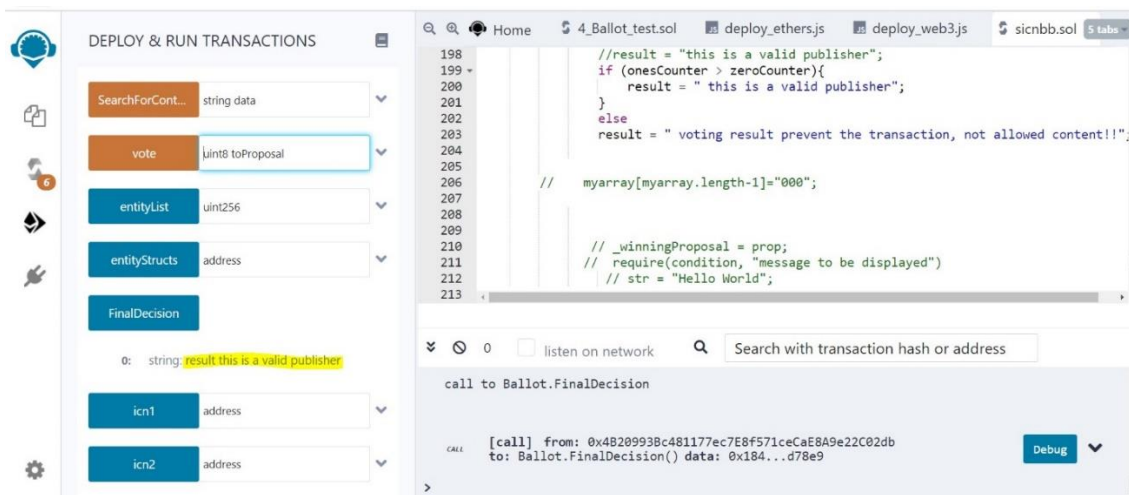 DEPLOY & RUN TRANSACTIONS
SearchForCont... string data
vote uint8 toProposal
6
entityList uint256
entityStructs address
FinalDecision
0: string: result this is a valid publisher
icn1 address
icn2 address
Home 4_Ballot_test.sol deploy_ethers.js deploy_web3.js sicnbb.sol 5 tabs
198 //result = "this is a valid publisher";
199 if (onesCounter > zeroCounter){
200 result = " this is a valid publisher";
201 }
202 else
203 result = " voting result prevent the transaction, not allowed content!!";
204
205
206 // myarray[myarray.length-1]="000";
207
208
209
210 // _winningProposal = prop;
211 // require(condition, "message to be displayed")
212 // str = "Hello World";
213
0 listen on network Search with transaction hash or address
call to Ballot.FinalDecision
CALL [call] from: 0x4B20993Bc481177ec7E8f571ceCaE8A9e22C02db
to: Ballot.FinalDecision() data: 0x184...d78e9
Debug
>